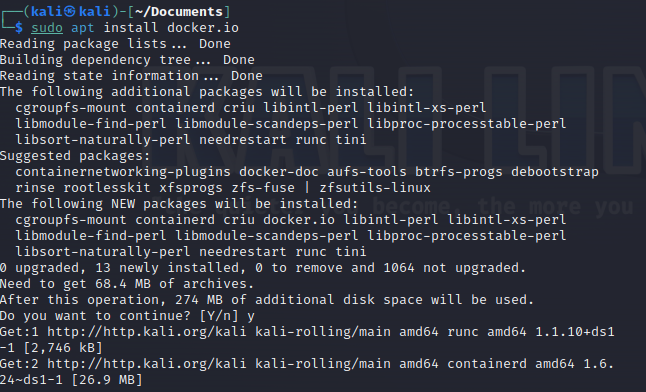 ┌──(kali㉿kali)-[~/Documents]
└─$ sudo apt install docker.io
Reading package lists... Done
Building dependency tree... Done
Reading state information... Done
The following additional packages will be installed:
  cgroupfs-mount containerd criu libintl-perl libintl-xs-perl
  libmodule-find-perl libmodule-scandeps-perl libproc-processtable-perl
  libsort-naturally-perl needrestart runc tini
Suggested packages:
  containernetworking-plugins docker-doc aufs-tools btrfs-progs debootstrap
  rinse rootlesskit xfsprogs zfs-fuse | zfsutils-linux
The following NEW packages will be installed:
  cgroupfs-mount containerd criu docker.io libintl-perl libintl-xs-perl
  libmodule-find-perl libmodule-scandeps-perl libproc-processtable-perl
  libsort-naturally-perl needrestart runc tini
0 upgraded, 13 newly installed, 0 to remove and 1064 not upgraded.
Need to get 68.4 MB of archives.
After this operation, 274 MB of additional disk space will be used.
Do you want to continue? [Y/n] y
Get:1 http://http.kali.org/kali kali-rolling/main amd64 runc amd64 1.1.10+ds1
-1 [2,746 kB]
Get:2 http://http.kali.org/kali kali-rolling/main amd64 containerd amd64 1.6.
24~ds1-1 [26.9 MB]
KALI LIN
become, the more you